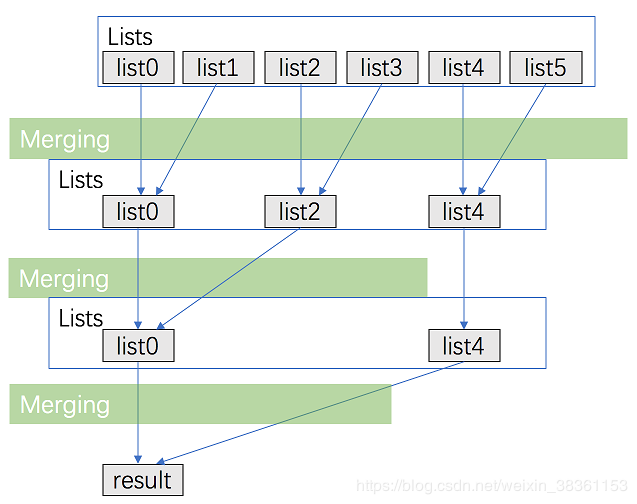 Lists
list0 list1 list2 list3 list4 list5
Merging
Lists
list0 list2 list4
Merging
Lists
list0 list4
Merging
result
https://blog.csdn.net/weixin_38361153